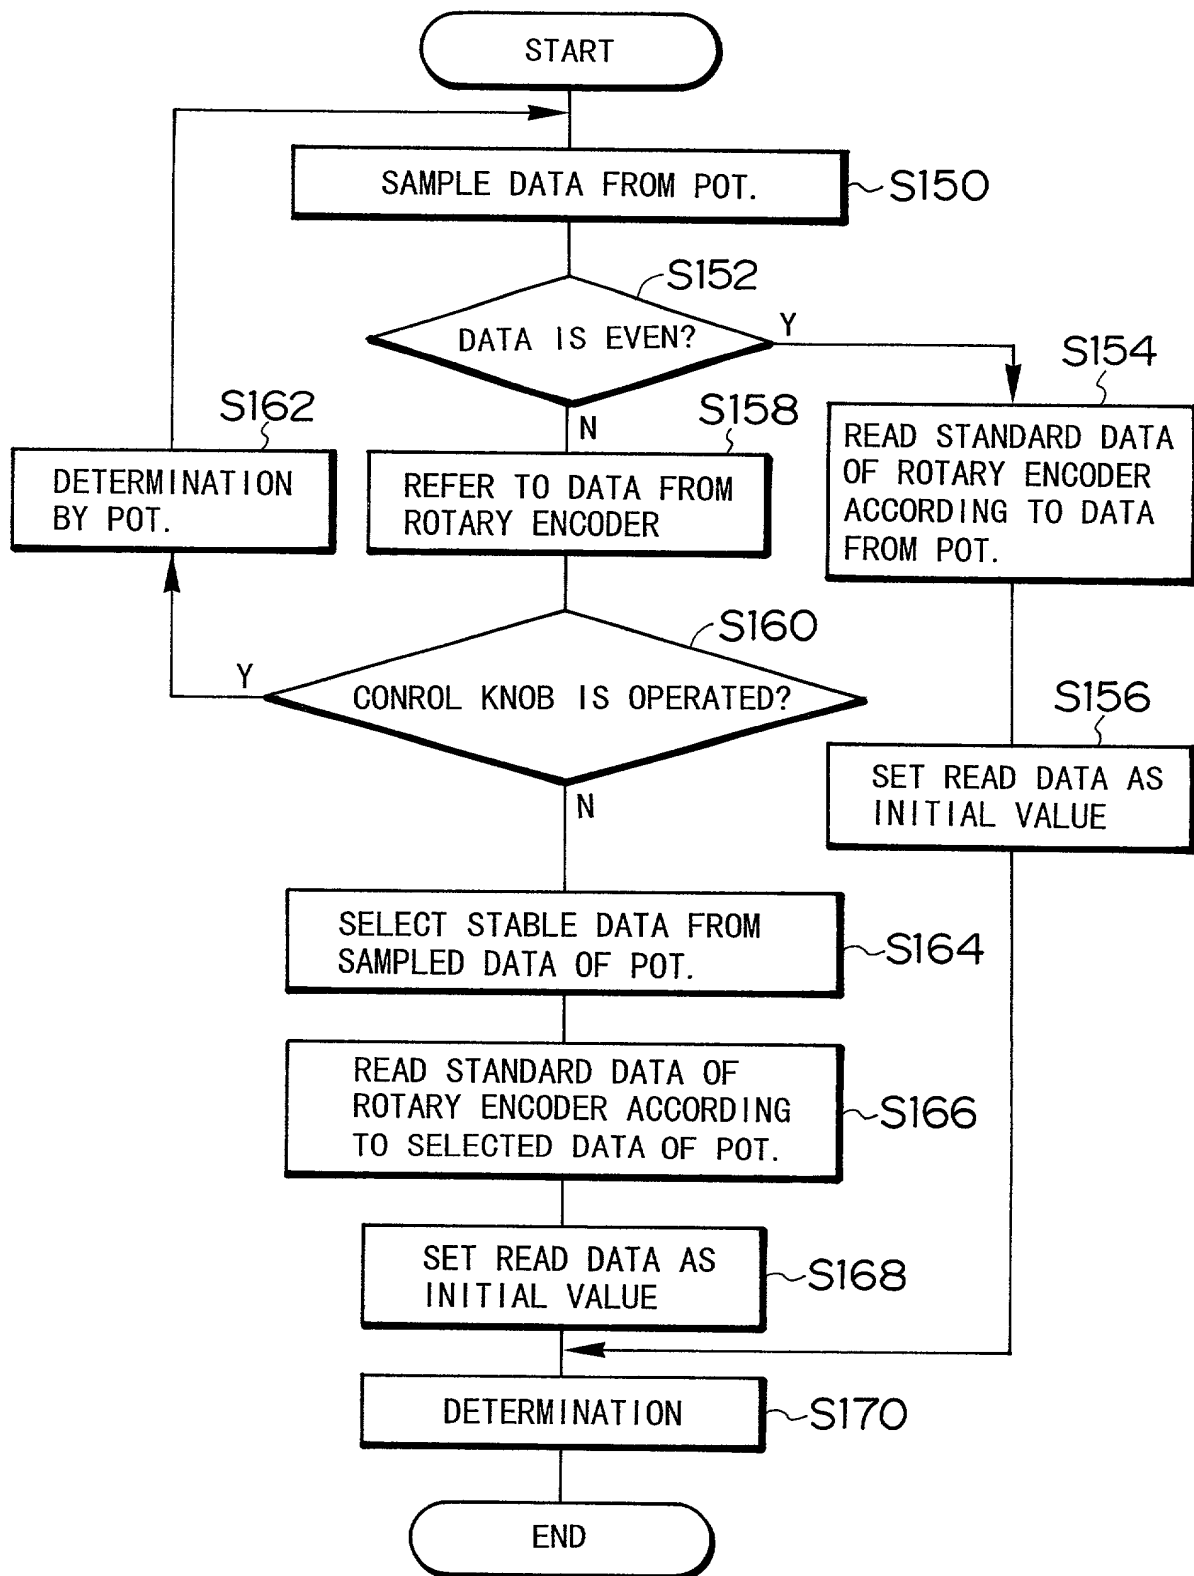 START
SAMPLE DATA FROM POT.
S150
S152
DATA IS EVEN?
Y
N
S154
READ STANDARD DATA
OF ROTARY ENCODER
ACCORDING TO DATA
FROM POT.
S162
DETERMINATION
BY POT.
S158
REFER TO DATA FROM
ROTARY ENCODER
S160
CONROL KNOB IS OPERATED?
Y
N
S156
SET READ DATA AS
INITIAL VALUE
SELECT STABLE DATA FROM
SAMPLED DATA OF POT.
S164
READ STANDARD DATA OF
ROTARY ENCODER ACCORDING
TO SELECTED DATA OF POT.
S166
SET READ DATA AS
INITIAL VALUE
S168
DETERMINATION
S170
END